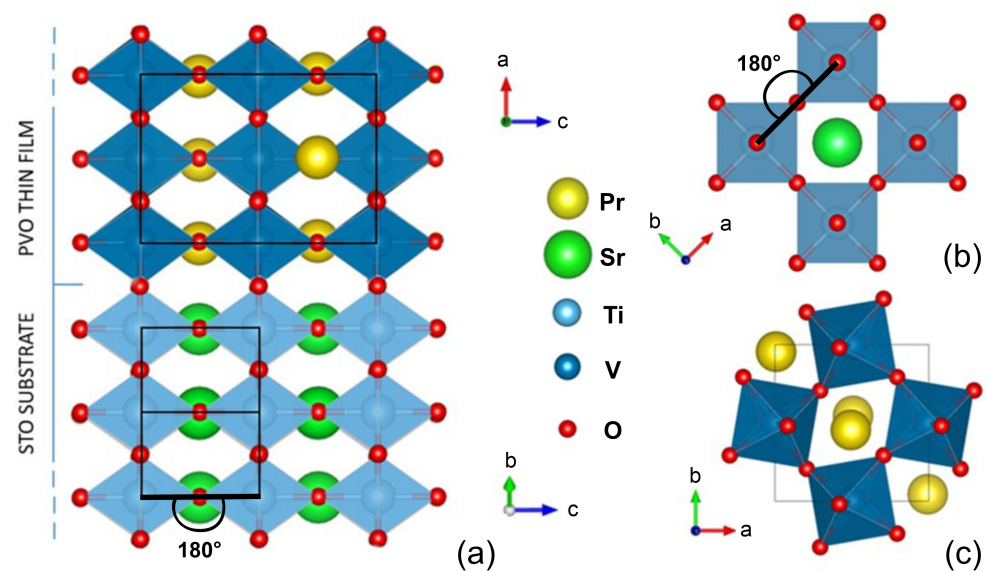 PVO THIN FILM
STO SUBSTRATE
180°
(a)
a
c
b
c
Pr
Sr
Ti
V
O
180°
b
a
(b)
b
a
(c)